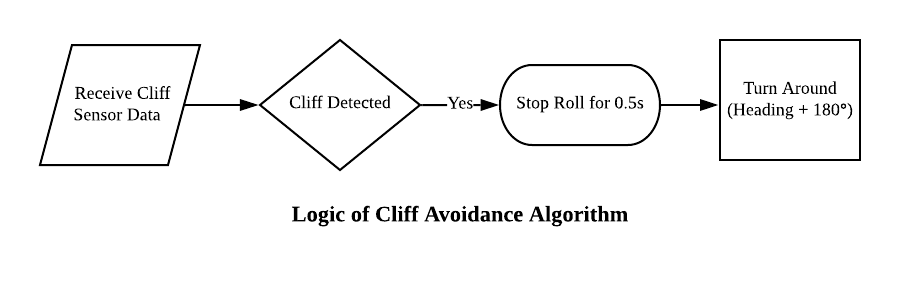 Receive Cliff
Sensor Data
Cliff Detected
Yes
Stop Roll for 0.5s
Turn Around
(Heading + 180°)
Logic of Cliff Avoidance Algorithm